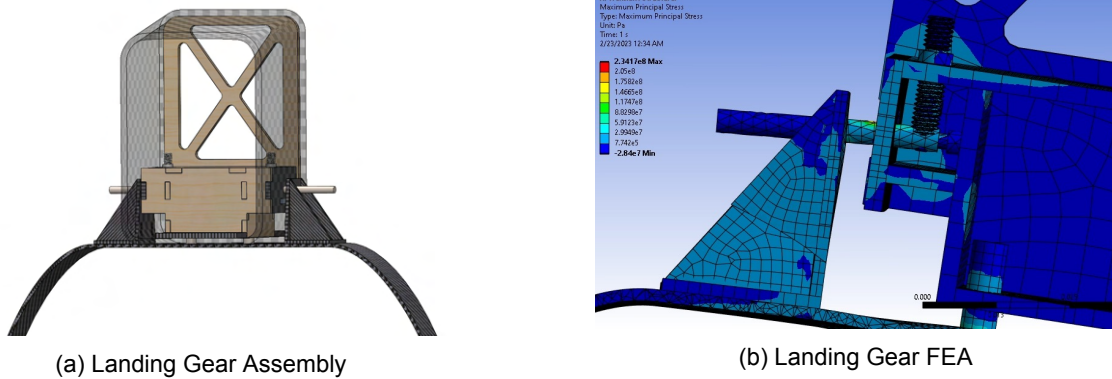 Maximum Principal Stress
Type: Maximum Principal Stress
Unit: Pa
Time: 1 s
2/23/2023 12:34 AM
2.3417e8 Max
2.05e8
1.7582e8
1.4665e8
1.1747e8
8.8298e7
5.9123e7
2.9949e7
7.742e5
-2.84e7 Min
0.000
(a) Landing Gear Assembly
(b) Landing Gear FEA